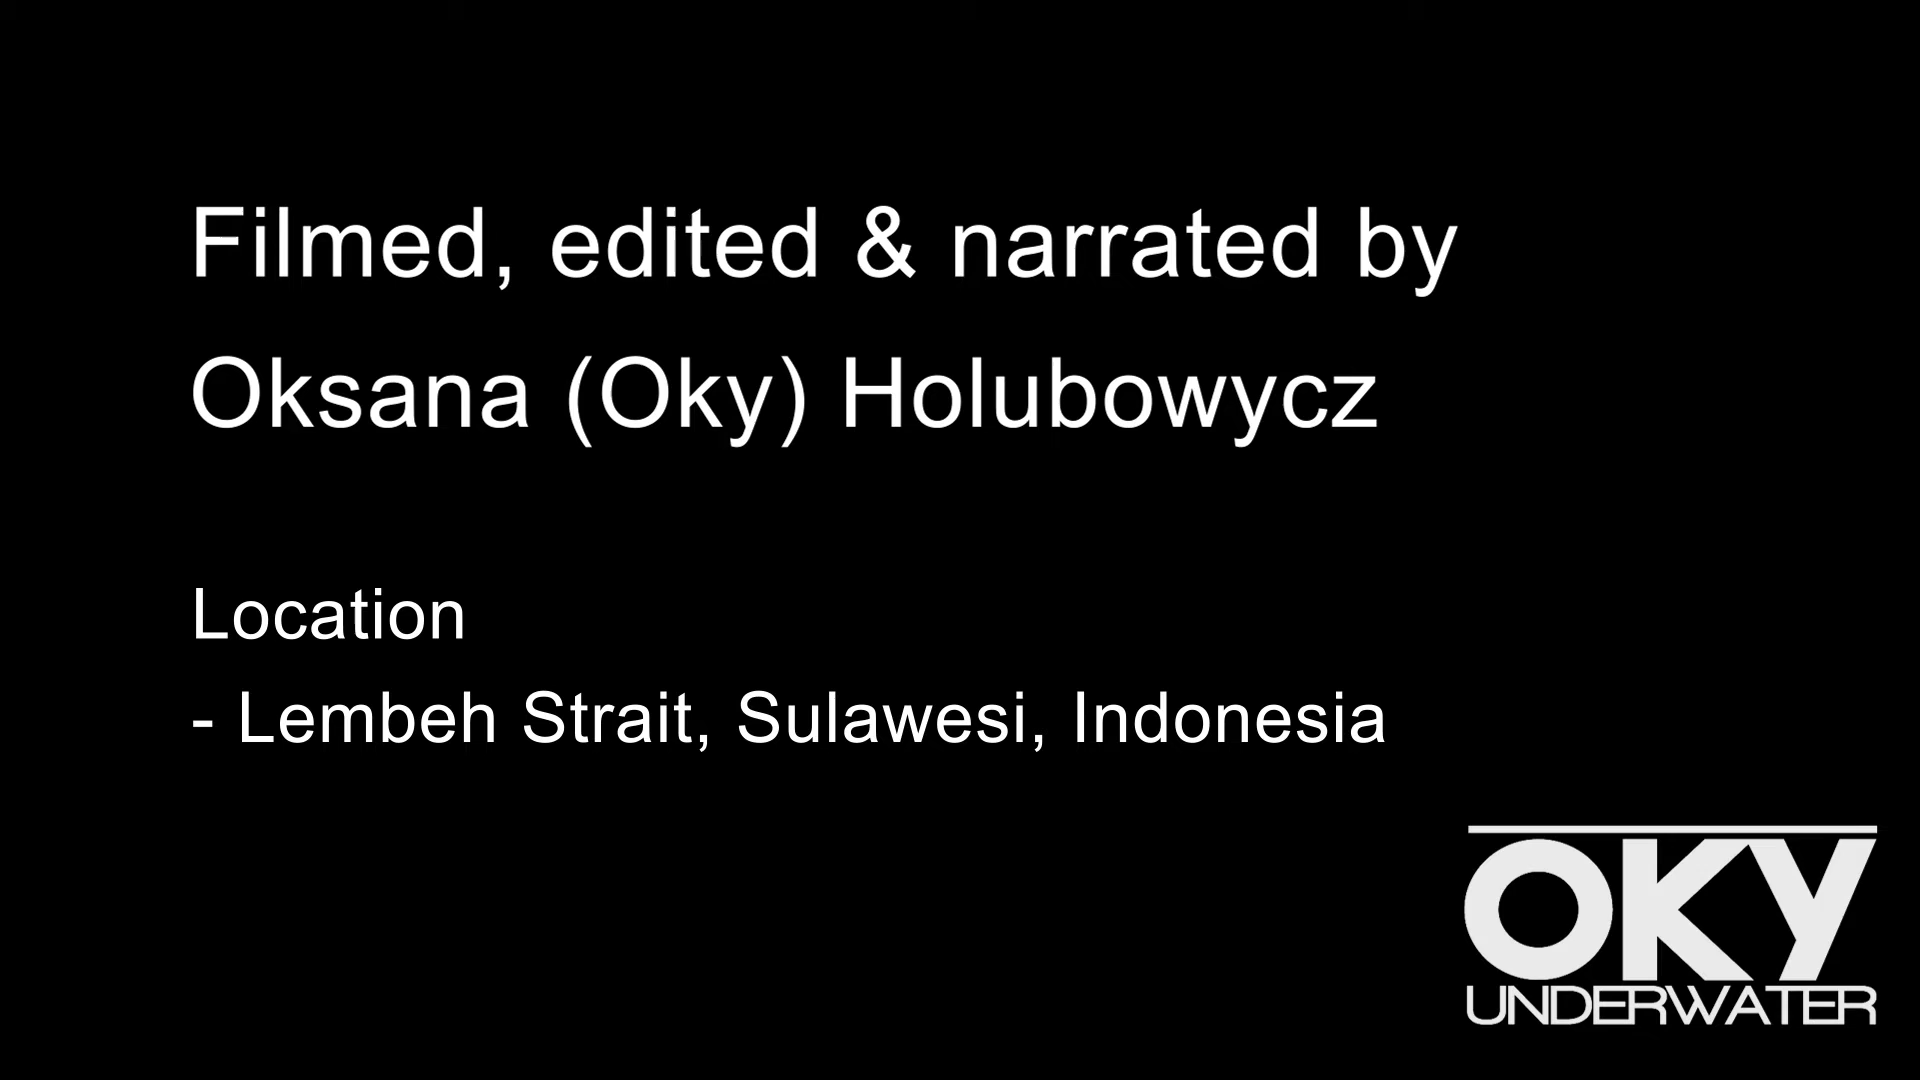 Filmed, edited & narrated by
Oksana (Oky) Holubowycz
Location
- Lembeh Strait, Sulawesi, Indonesia
OKY
UNDERWATER